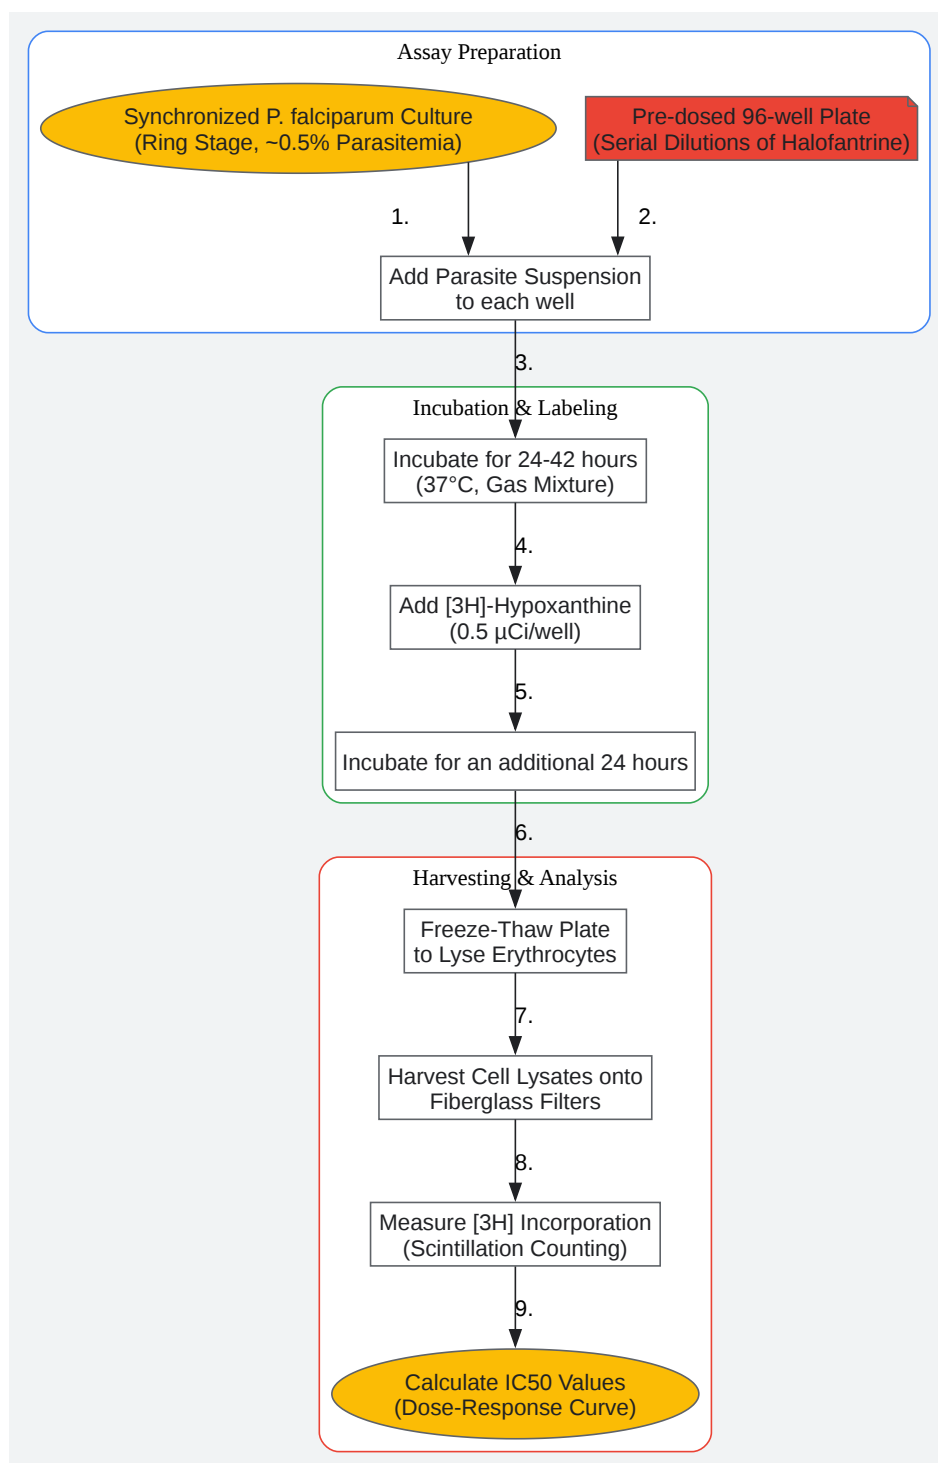 Assay Preparation
Synchronized P. falciparum Culture
(Ring Stage, ~0.5% Parasitemia)
Pre-dosed 96-well Plate
(Serial Dilutions of Halofantrine)
1.
2.
Add Parasite Suspension
to each well
3.
Incubation & Labeling
Incubate for 24-42 hours
(37°C, Gas Mixture)
4.
Add [3H]-Hypoxanthine
(0.5 µCi/well)
5.
Incubate for an additional 24 hours
6.
Harvesting & Analysis
Freeze-Thaw Plate
to Lyse Erythrocytes
7.
Harvest Cell Lysates onto
Fiberglass Filters
8.
Measure [3H] Incorporation
(Scintillation Counting)
9.
Calculate IC50 Values
(Dose-Response Curve)